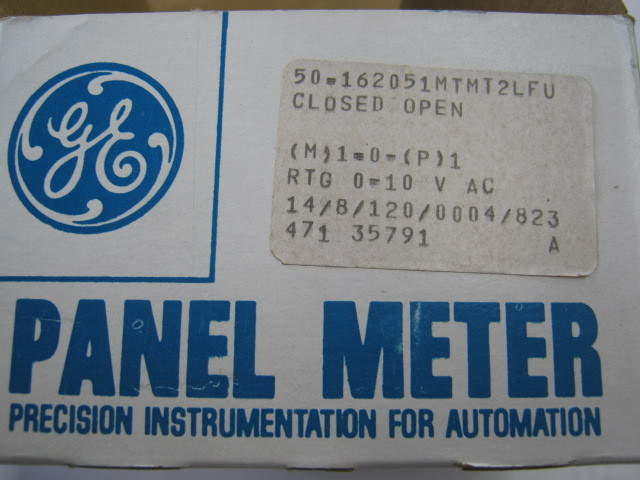 GE
50=162051MTMT2LFU
CLOSED OPEN
(M)1=0=(P)1
RTG 0=10 V AC
14/8/120/0004/823
471 35791 A
PANEL METER
PRECISION INSTRUMENTATION FOR AUTOMATION